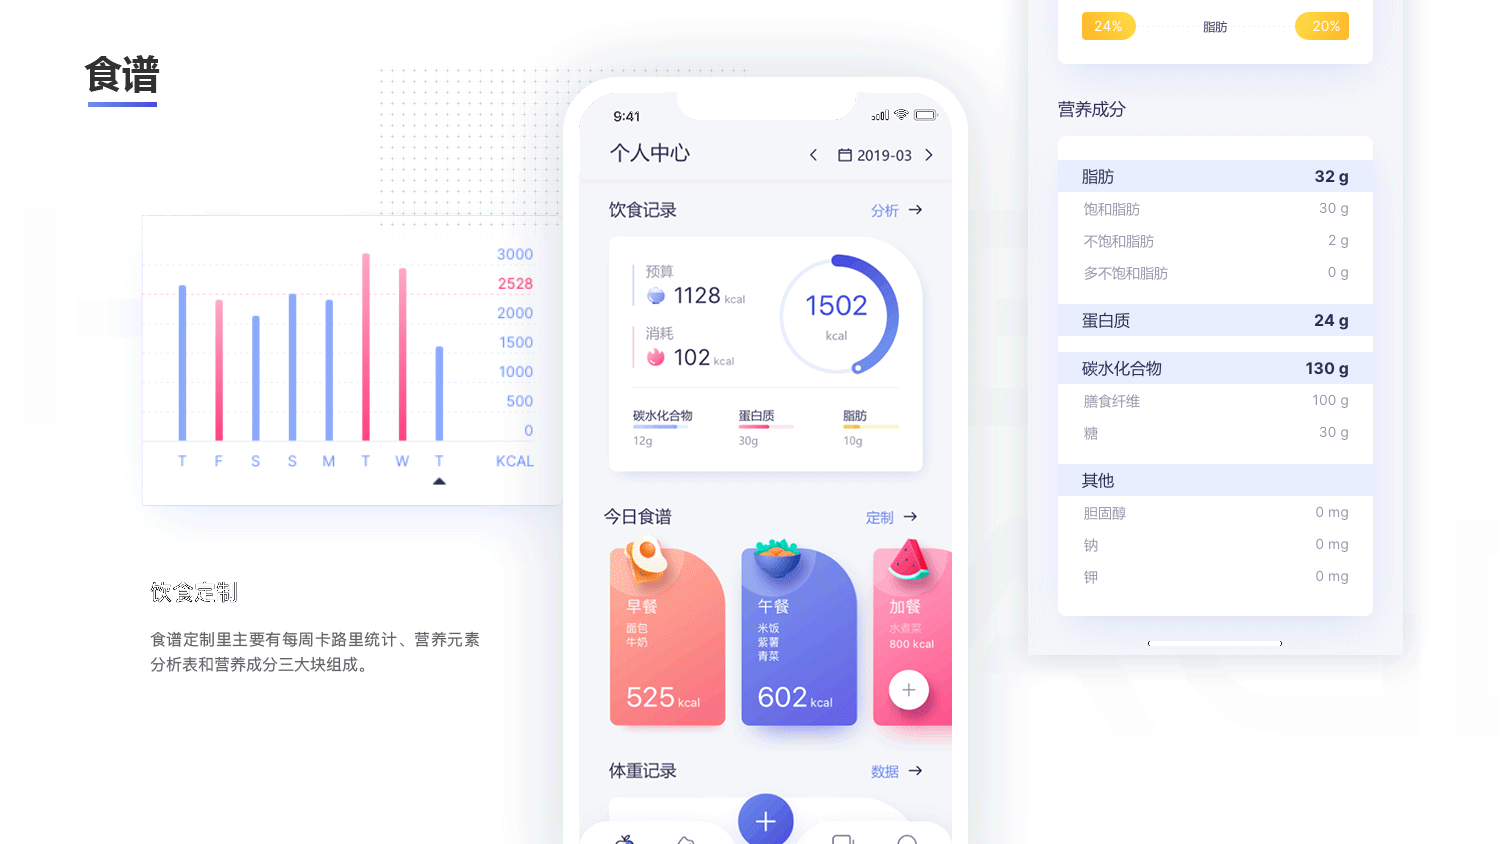 食谱
3000
2528
2000
1500
1000
500
0
T F S S M T W T KCAL
饮食定制
食谱定制里主要有每周卡路里统计、营养元素
分析表和营养成分三大块组成。
9:41
个人中心
2019-03
饮食记录
分析
预算
1128 kcal
消耗
102 kcal
1502
kcal
碳水化合物 蛋白质 脂肪
12g 30g 10g
今日食谱
定制
早餐
面包
牛奶
525 kcal
午餐
米饭
紫薯
青菜
602 kcal
加餐
水煮菜
800 kcal
体重记录
数据
24% 脂肪 20%
营养成分
脂肪 32 g
饱和脂肪 30 g
不饱和脂肪 2 g
多不饱和脂肪 0 g
蛋白质 24 g
碳水化合物 130 g
膳食纤维 100 g
糖 30 g
其他
胆固醇 0 mg
钠 0 mg
钾 0 mg